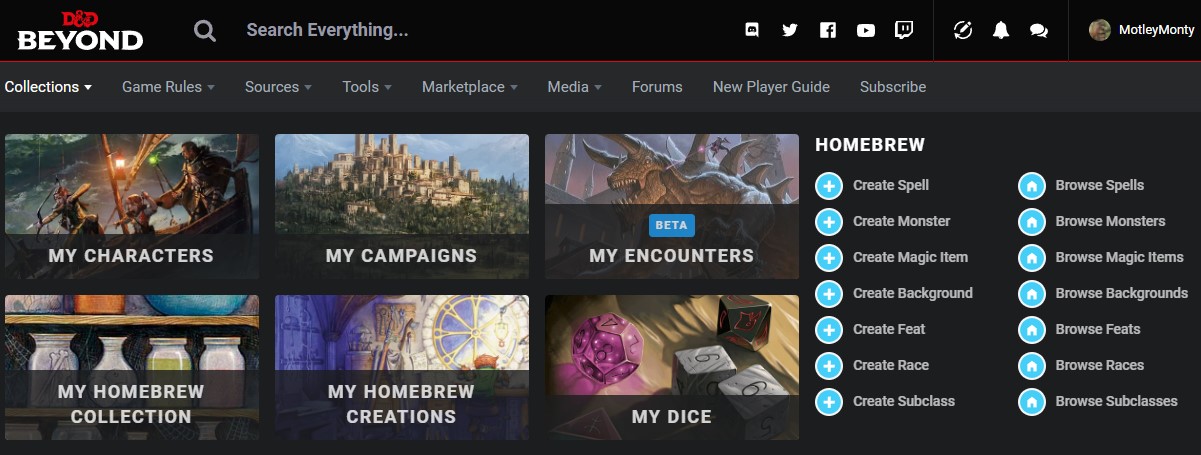 D&D
BEYOND
Search Everything...
MotleyMonty
Collections
Game Rules
Sources
Tools
Marketplace
Media
Forums
New Player Guide
Subscribe
MY CHARACTERS
MY CAMPAIGNS
BETA
MY ENCOUNTERS
MY HOMEBREW
COLLECTION
MY HOMEBREW
CREATIONS
MY DICE
HOMEBREW
Create Spell
Browse Spells
Create Monster
Browse Monsters
Create Magic Item
Browse Magic Items
Create Background
Browse Backgrounds
Create Feat
Browse Feats
Create Race
Browse Races
Create Subclass
Browse Subclasses